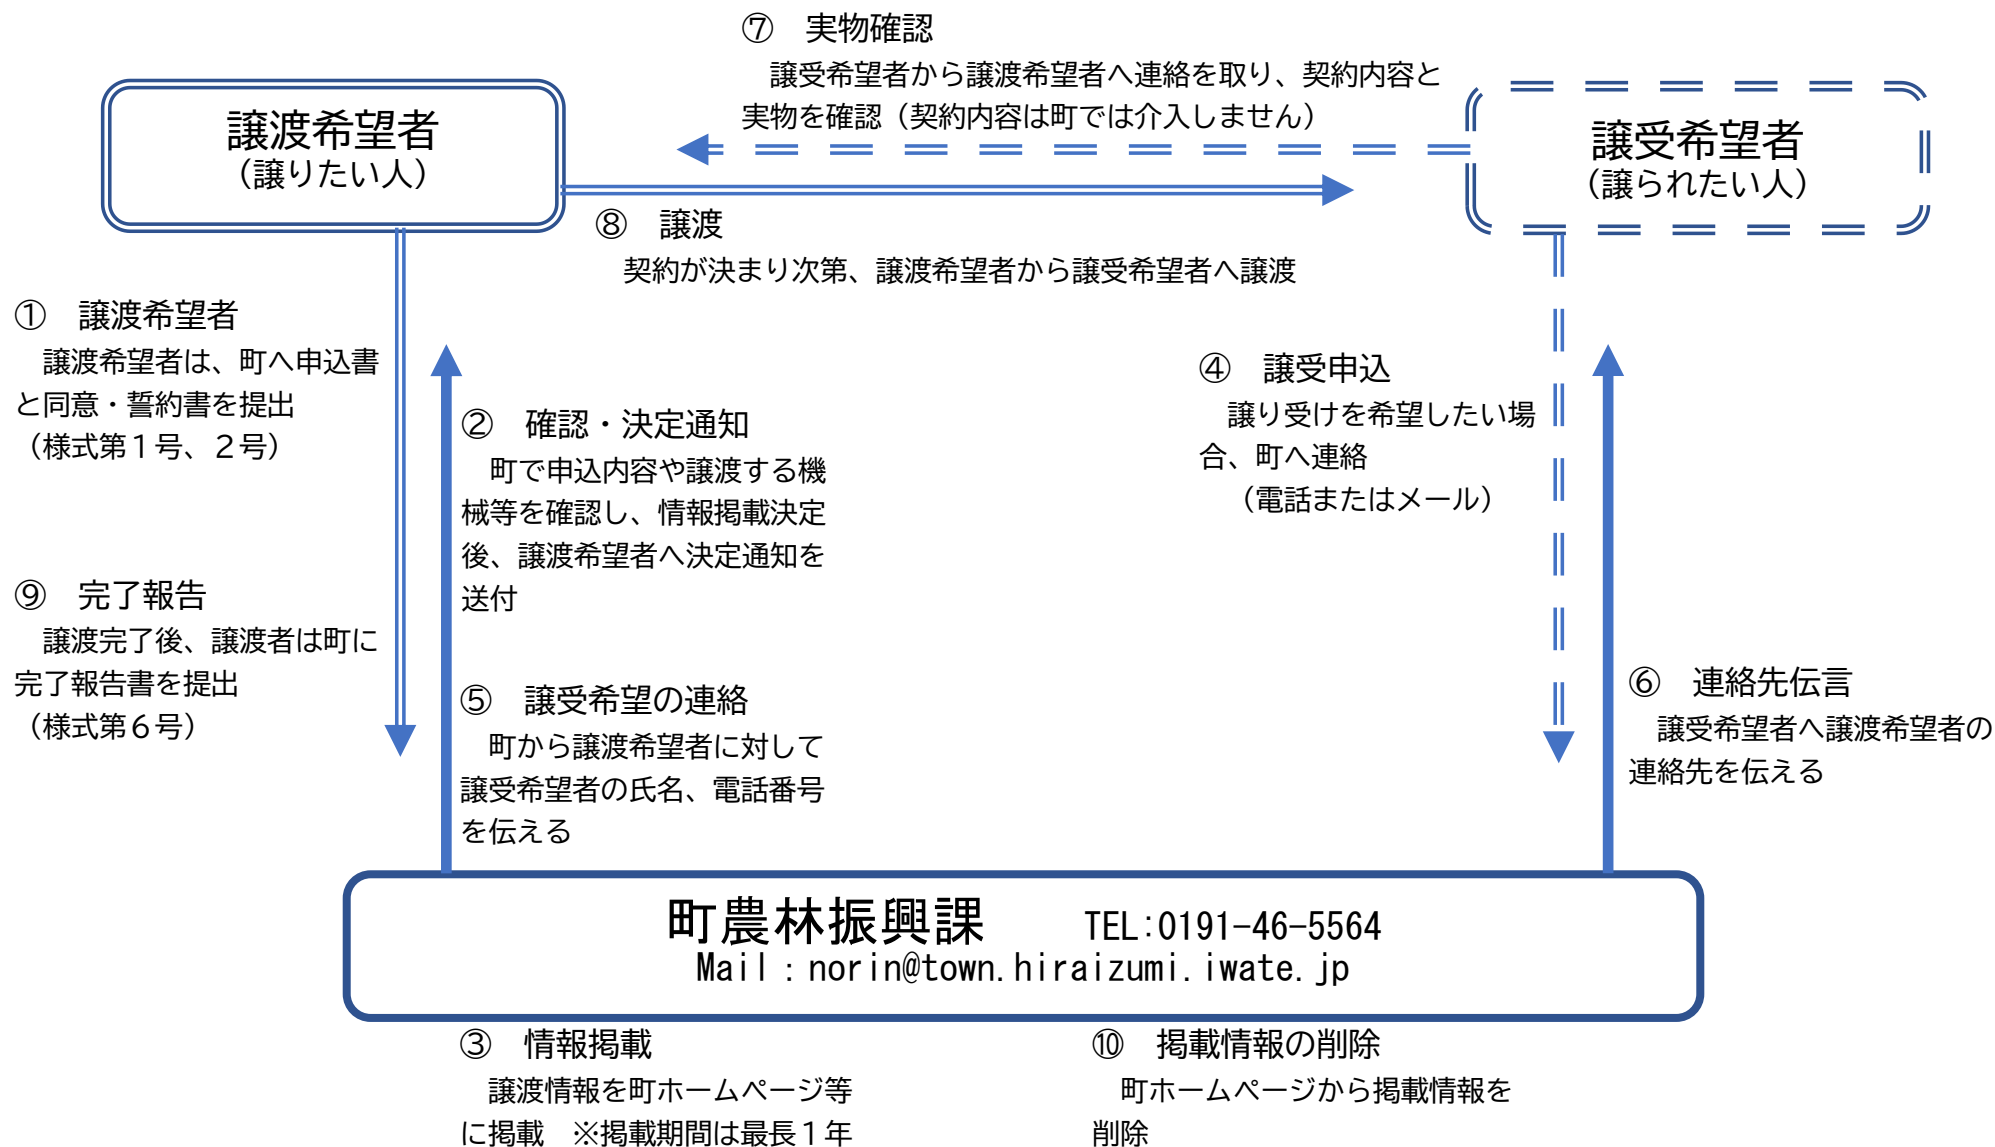 ⑦　実物確認
　譲受希望者から譲渡希望者へ連絡を取り、契約内容と
実物を確認（契約内容は町では介入しません）
譲渡希望者
（譲りたい人）
譲受希望者
（譲られたい人）
⑧　譲渡
　契約が決まり次第、譲渡希望者から譲受希望者へ譲渡
①　譲渡希望者
　譲渡希望者は、町へ申込書
と同意・誓約書を提出
（様式第１号、２号）
②　確認・決定通知
　町で申込内容や譲渡する機
械等を確認し、情報掲載決定
後、譲渡希望者へ決定通知を
送付
④　譲受申込
　譲り受けを希望したい場
合、町へ連絡
（電話またはメール）
⑨　完了報告
　譲渡完了後、譲渡者は町に
完了報告書を提出
（様式第６号）
⑤　譲受希望の連絡
　町から譲渡希望者に対して
譲受希望者の氏名、電話番号
を伝える
⑥　連絡先伝言
　譲受希望者へ譲渡希望者の
連絡先を伝える
町農林振興課　　TEL:0191-46-5564
Mail：norin@town.hiraizumi.iwate.jp
③　情報掲載
　譲渡情報を町ホームページ等
に掲載　※掲載期間は最長１年
⑩　掲載情報の削除
　町ホームページから掲載情報を
削除